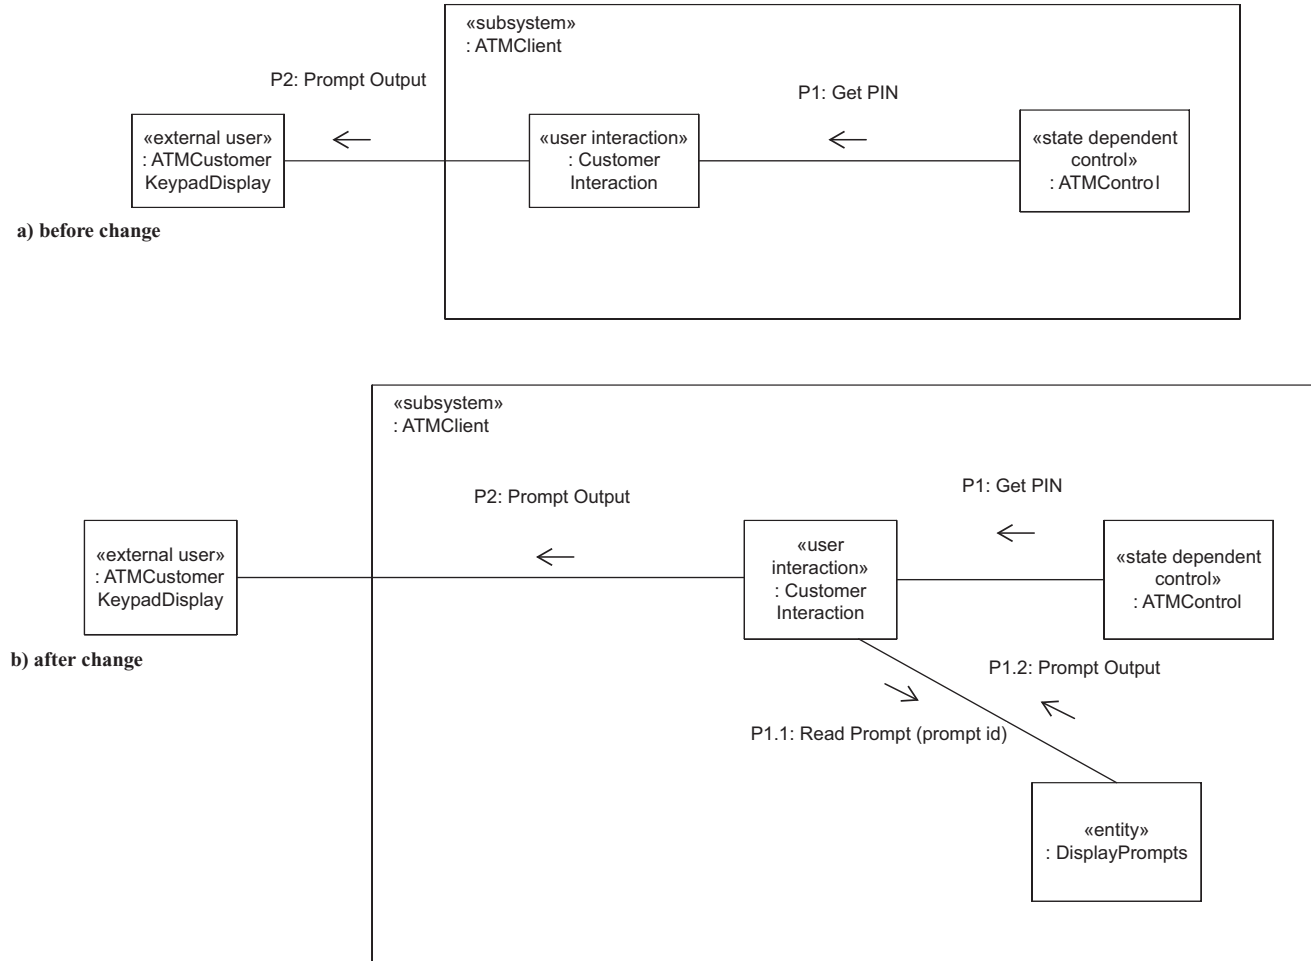 «subsystem»
: ATMClient
P2: Prompt Output
P1: Get PIN
«external user»
: ATMCustomer
KeypadDisplay
«user interaction»
: Customer
Interaction
«state dependent
control»
: ATMControl
a) before change
«subsystem»
: ATMClient
P2: Prompt Output
P1: Get PIN
«external user»
: ATMCustomer
KeypadDisplay
«user
interaction»
: Customer
Interaction
«state dependent
control»
: ATMControl
b) after change
P1.2: Prompt Output
P1.1: Read Prompt (prompt id)
«entity»
: DisplayPrompts